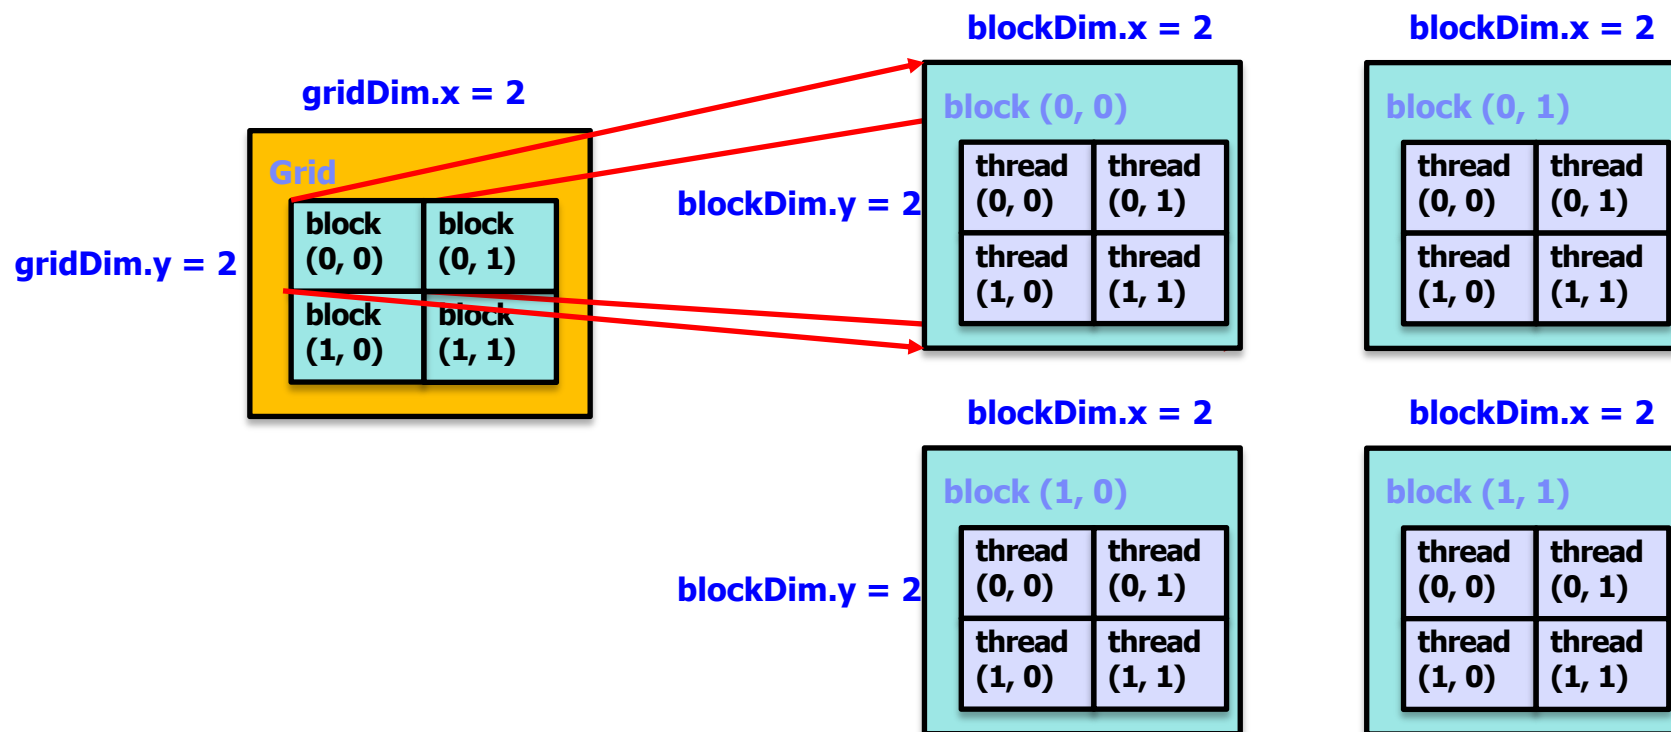 gridDim.x = 2
Grid
gridDim.y = 2
block
(0, 0)
block
(0, 1)
block
(1, 0)
block
(1, 1)
blockDim.x = 2
block (0, 0)
blockDim.y = 2
thread
(0, 0)
thread
(0, 1)
thread
(1, 0)
thread
(1, 1)
blockDim.x = 2
block (0, 1)
thread
(0, 0)
thread
(0, 1)
thread
(1, 0)
thread
(1, 1)
blockDim.x = 2
block (1, 0)
blockDim.y = 2
thread
(0, 0)
thread
(0, 1)
thread
(1, 0)
thread
(1, 1)
blockDim.x = 2
block (1, 1)
thread
(0, 0)
thread
(0, 1)
thread
(1, 0)
thread
(1, 1)